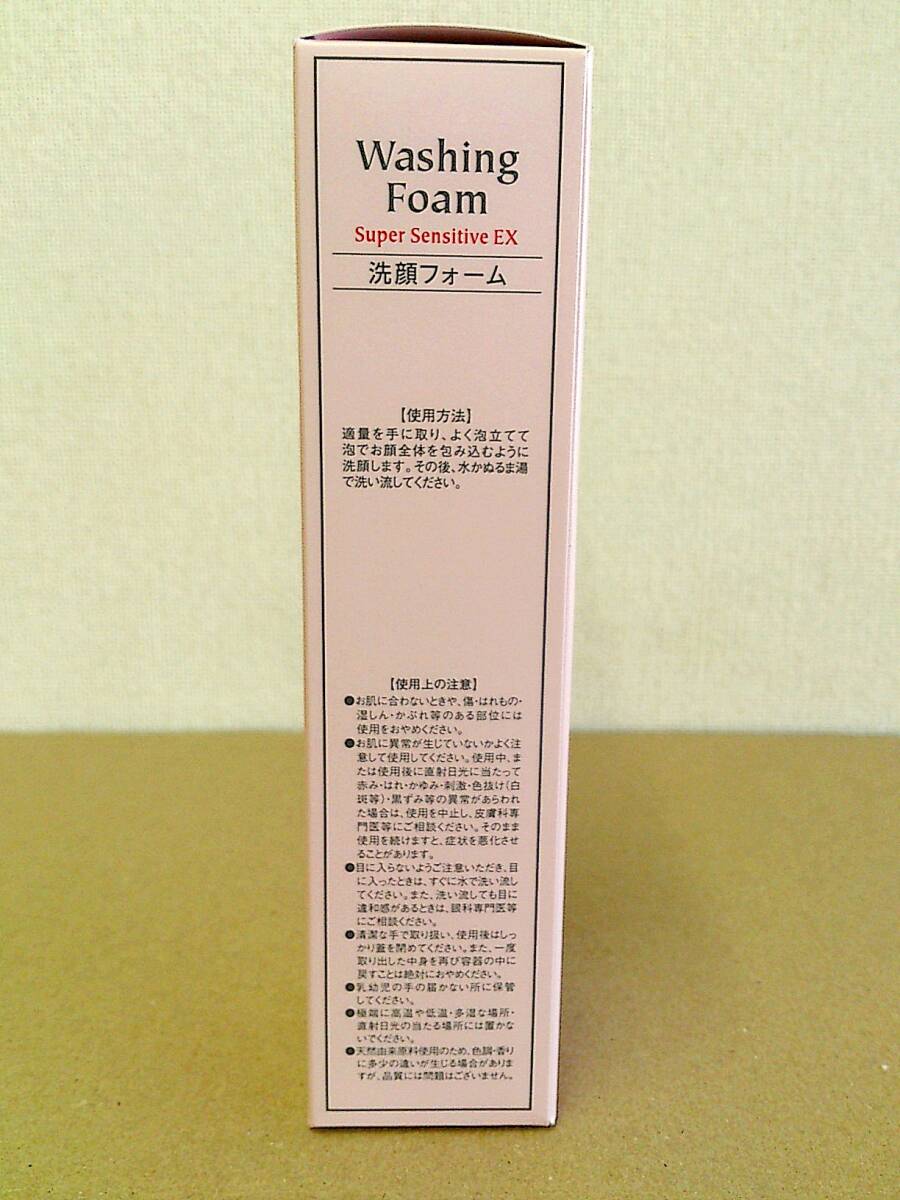 Washing
Foam
Super Sensitive EX
洗顔フォーム
【使用方法】
適量を手に取り、よく泡立てて
泡でお顔全体を包み込むように
洗顔します。その後、水かぬるま湯
で洗い流してください。
【使用上の注意】
●お肌に合わないときや、傷・はれもの・
湿しん・かぶれ等のある部位には
使用をおやめください。
●お肌に異常が生じていないかよく注
意して使用してください。使用中、ま
たは使用後に直射日光に当たって
赤み・はれ・かゆみ・刺激・色抜け(白
斑等)・黒ずみ等の異常があらわれ
た場合は、使用を中止し、皮膚科専
門医等にご相談ください。そのまま
使用を続けますと、症状を悪化させ
ることがあります。
●目に入らないようご注意いただき、目
に入ったときは、すぐに水で洗い流し
てください。また、洗い流しても目に
違和感があるときは、眼科専門医等
にご相談ください。
●清潔な手で取り扱い、使用後はしっ
かり蓋を閉めてください。また、一度
取り出した中身を再び容器の中に
戻すことは絶対におやめください。
●乳幼児の手の届かない所に保管
してください。
●極端に高温や低温・多湿な場所・
直射日光の当たる場所には置かな
いでください。
●天然由来原料使用のため、色調・香り
に多少の違いが生じる場合がありま
すが、品質には問題はございません。